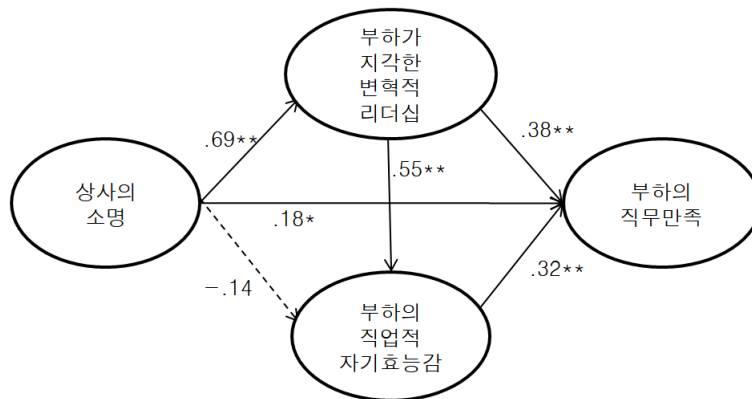 부하가
지각한
변혁적
리더십
.69**
.38**
.55**
상사의
소명
부하의
직무만족
.18*
-.14
.32**
부하의
직업적
자기효능감